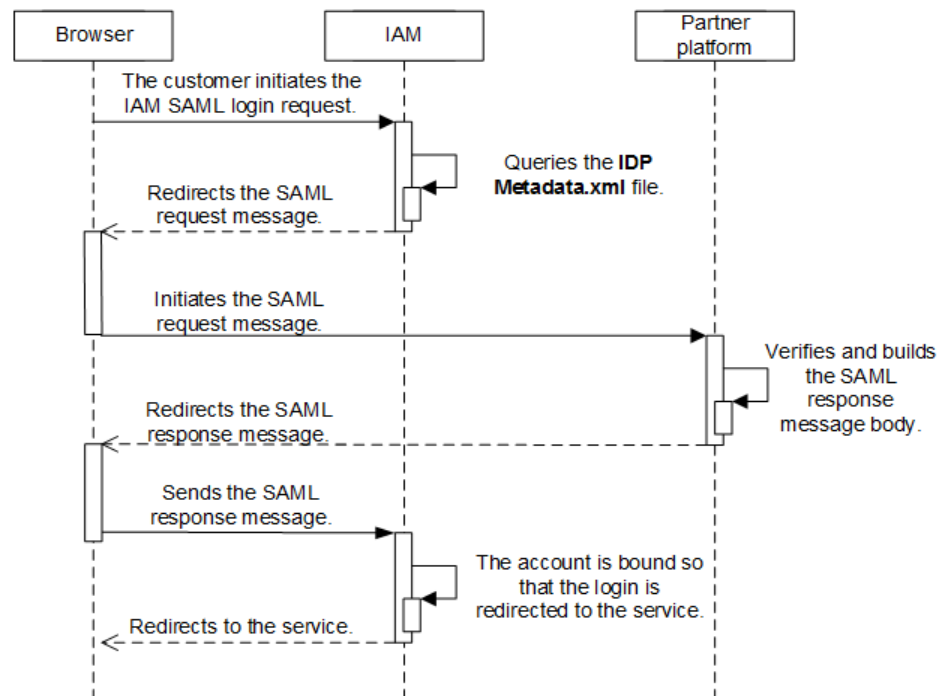 Browser
IAM
Partner
platform
The customer initiates the
IAM SAML login request.
Queries the IDP
Metadata.xml file.
Redirects the SAML
request message.
Initiates the SAML
request message.
Verifies and builds
the SAML
response
message body.
Redirects the SAML
response message.
Sends the SAML
response message.
The account is bound so
that the login is
redirected to the service.
Redirects to the service.